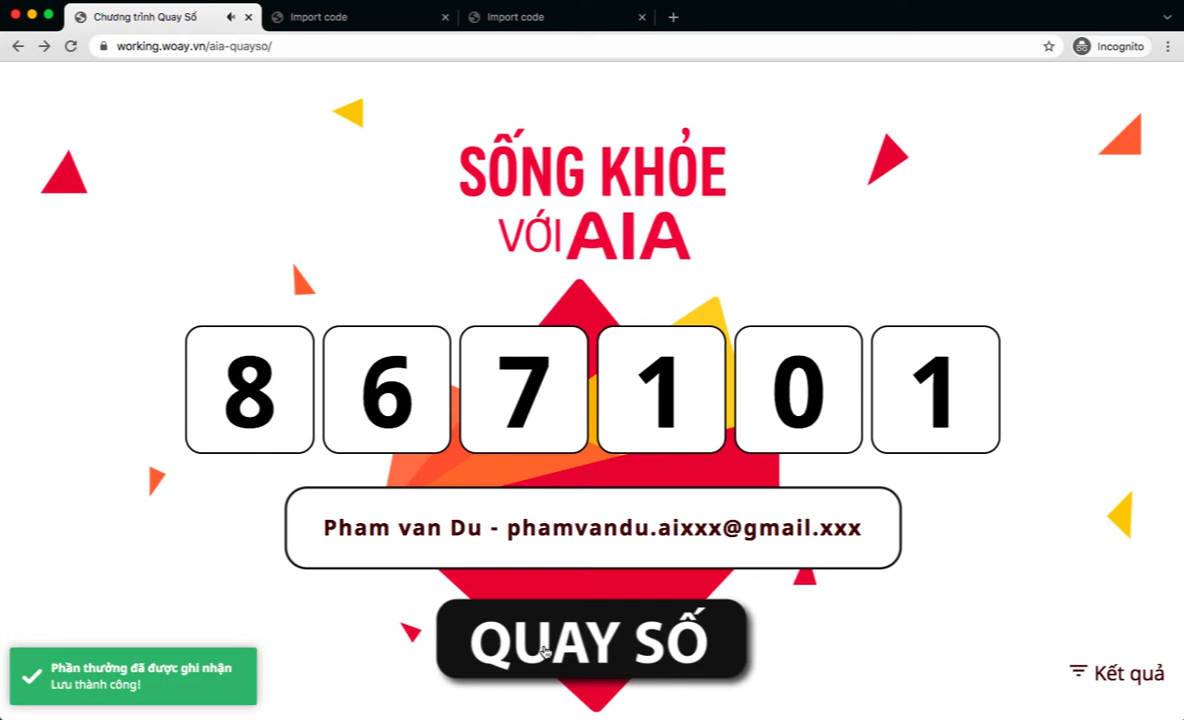 Chương trình Quay Số
Import code
Import code
working.woay.vn/aia-quayso/
Incognito
SỐNG KHỎE
VỚI AIA
8 6 7 1 0 1
Pham van Du - phamvandu.aixxx@gmail.xxx
QUAY SỐ
Phần thưởng đã được ghi nhận
Lưu thành công!
Kết quả